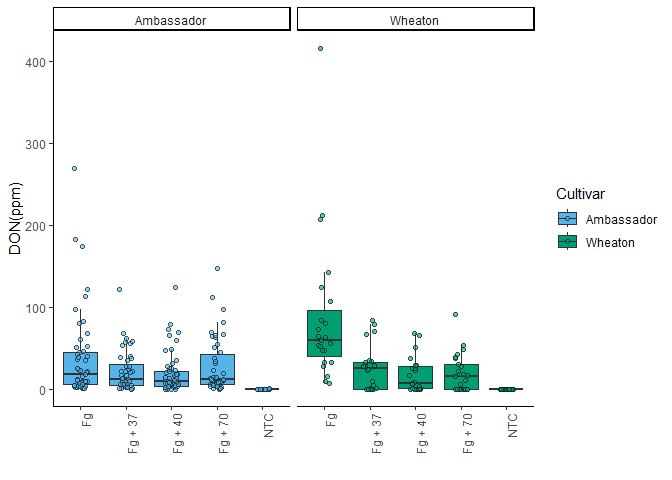 Ambassador
Wheaton
DON(ppm)
400
300
200
100
0
Fg
Fg + 37
Fg + 40
Fg + 70
NTC
Fg
Fg + 37
Fg + 40
Fg + 70
NTC
Cultivar
Ambassador
Wheaton